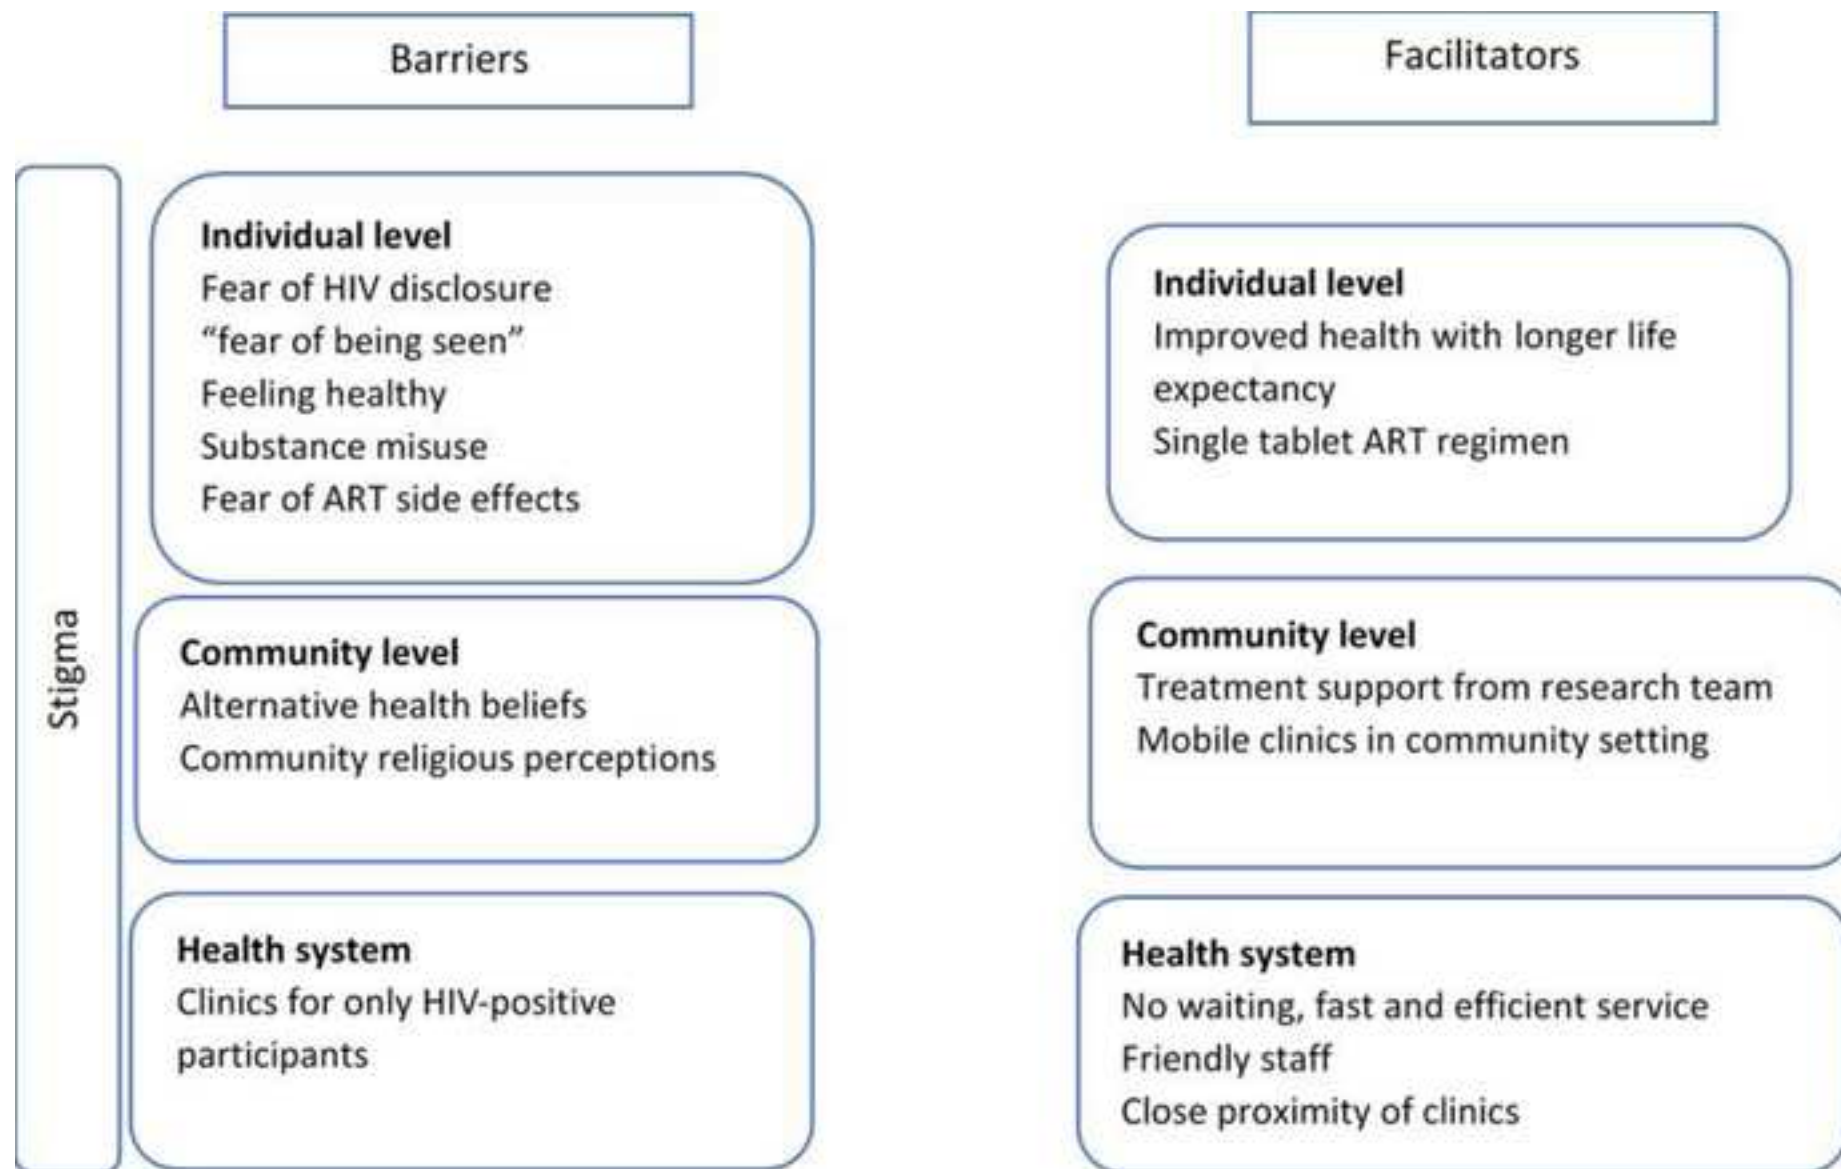 Barriers
Facilitators
Stigma
Individual level
Fear of HIV disclosure
“fear of being seen”
Feeling healthy
Substance misuse
Fear of ART side effects
Community level
Alternative health beliefs
Community religious perceptions
Health system
Clinics for only HIV-positive
participants
Individual level
Improved health with longer life
expectancy
Single tablet ART regimen
Community level
Treatment support from research team
Mobile clinics in community setting
Health system
No waiting, fast and efficient service
Friendly staff
Close proximity of clinics